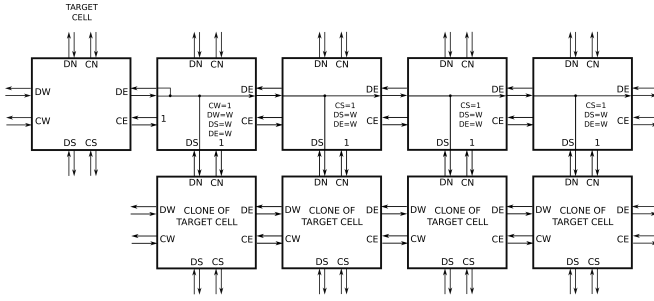 TARGET
CELL
DN CN
DN CN
DN CN
DN CN
DN CN
DW DE
DE
DE
DE
DE
CW CE
1 CW=1
DW=W
DS=W
DE=W
CE
CS=1
DS=W
DE=W
CE
CS=1
DS=W
DE=W
CE
CS=1
DS=W
DE=W
CE
DS CS
DS 1
DS 1
DS 1
DS 1
DN CN
DN CN
DN CN
DN CN
DW CLONE OF DE
TARGET CELL
CW CE
DS CS
DW CLONE OF DE
TARGET CELL
CW CE
DS CS
DW CLONE OF DE
TARGET CELL
CW CE
DS CS
DW CLONE OF DE
TARGET CELL
CW CE
DS CS